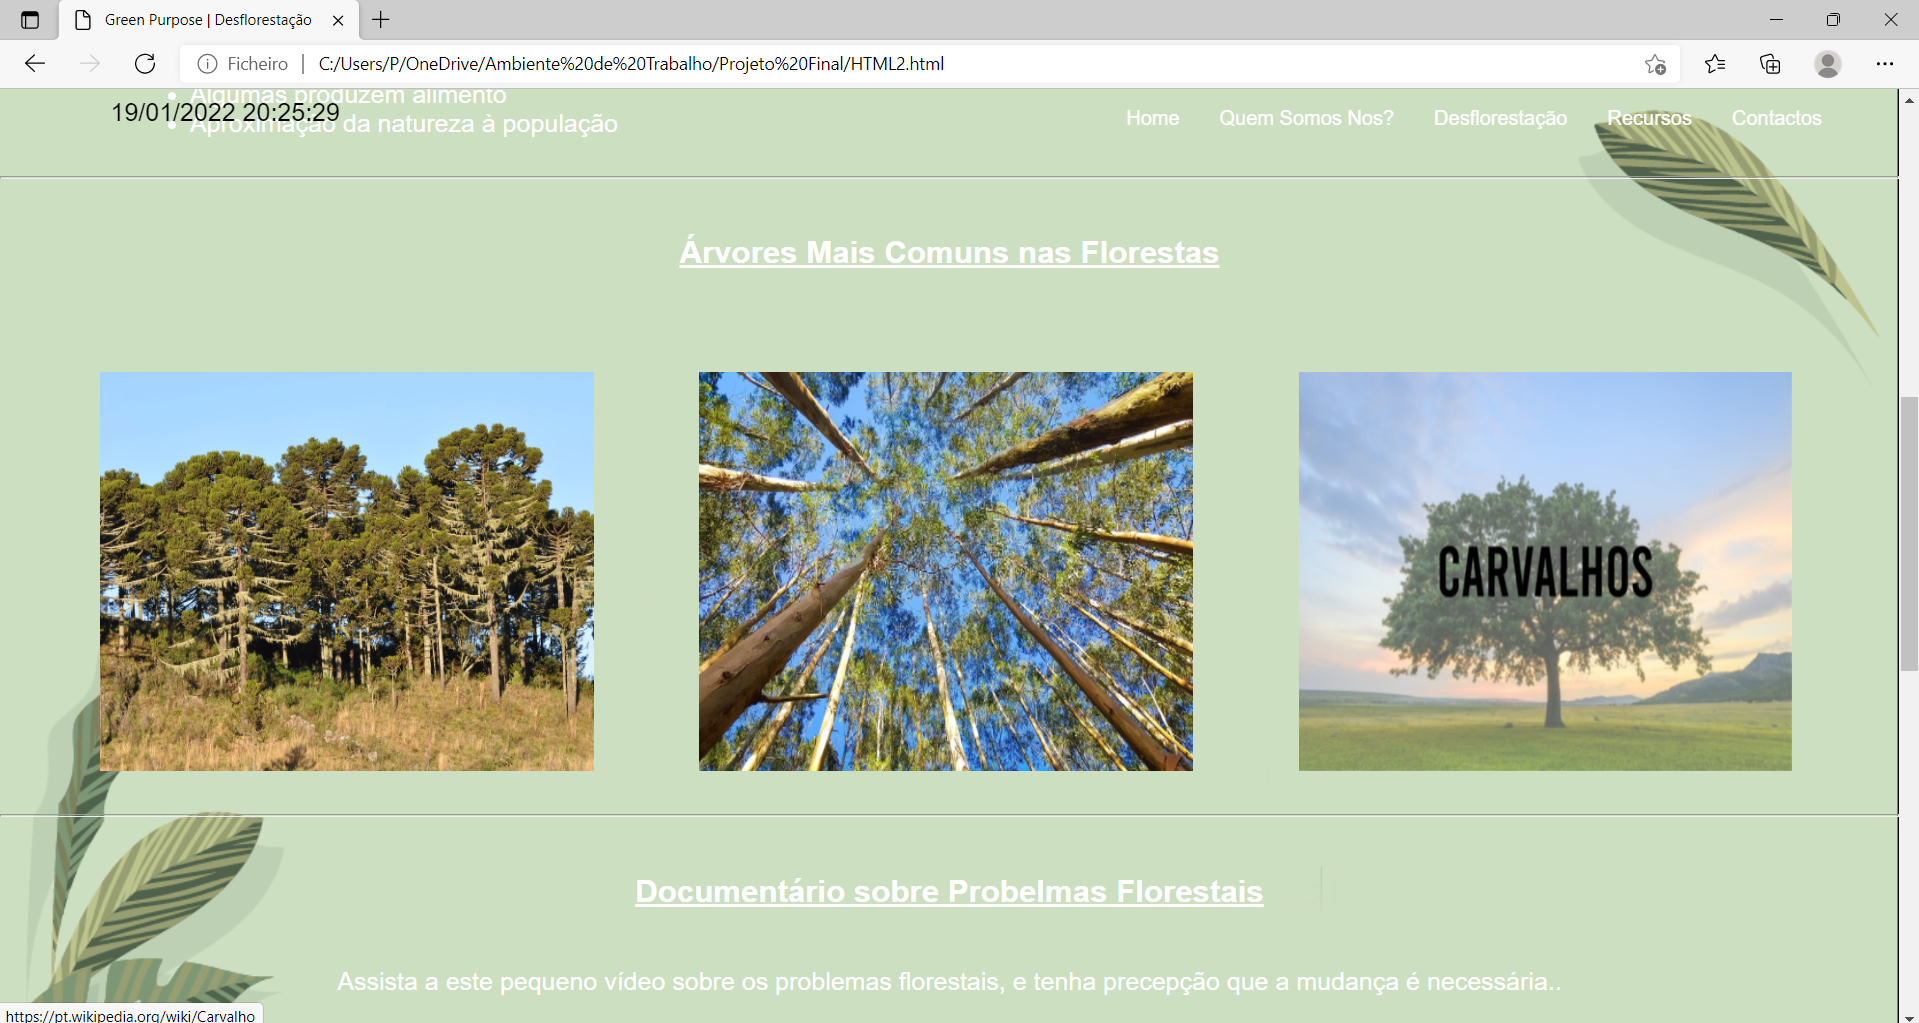 Green Purpose | Desflorestação
Ficheiro | C:/Users/P/OneDrive/Ambiente%20de%20Trabalho/Projeto%20Final/HTML2.html
Algumas produzem alimento
19/01/2022 20:25:29
Aproximação da natureza à população
Home Quem Somos Nos? Desflorestação Recursos Contactos
Árvores Mais Comuns nas Florestas
CARVALHOS
Documentário sobre Probelmas Florestais
Assista a este pequeno vídeo sobre os problemas florestais, e tenha precepção que a mudança é necessária..
https://pt.wikipedia.org/wiki/Carvalho